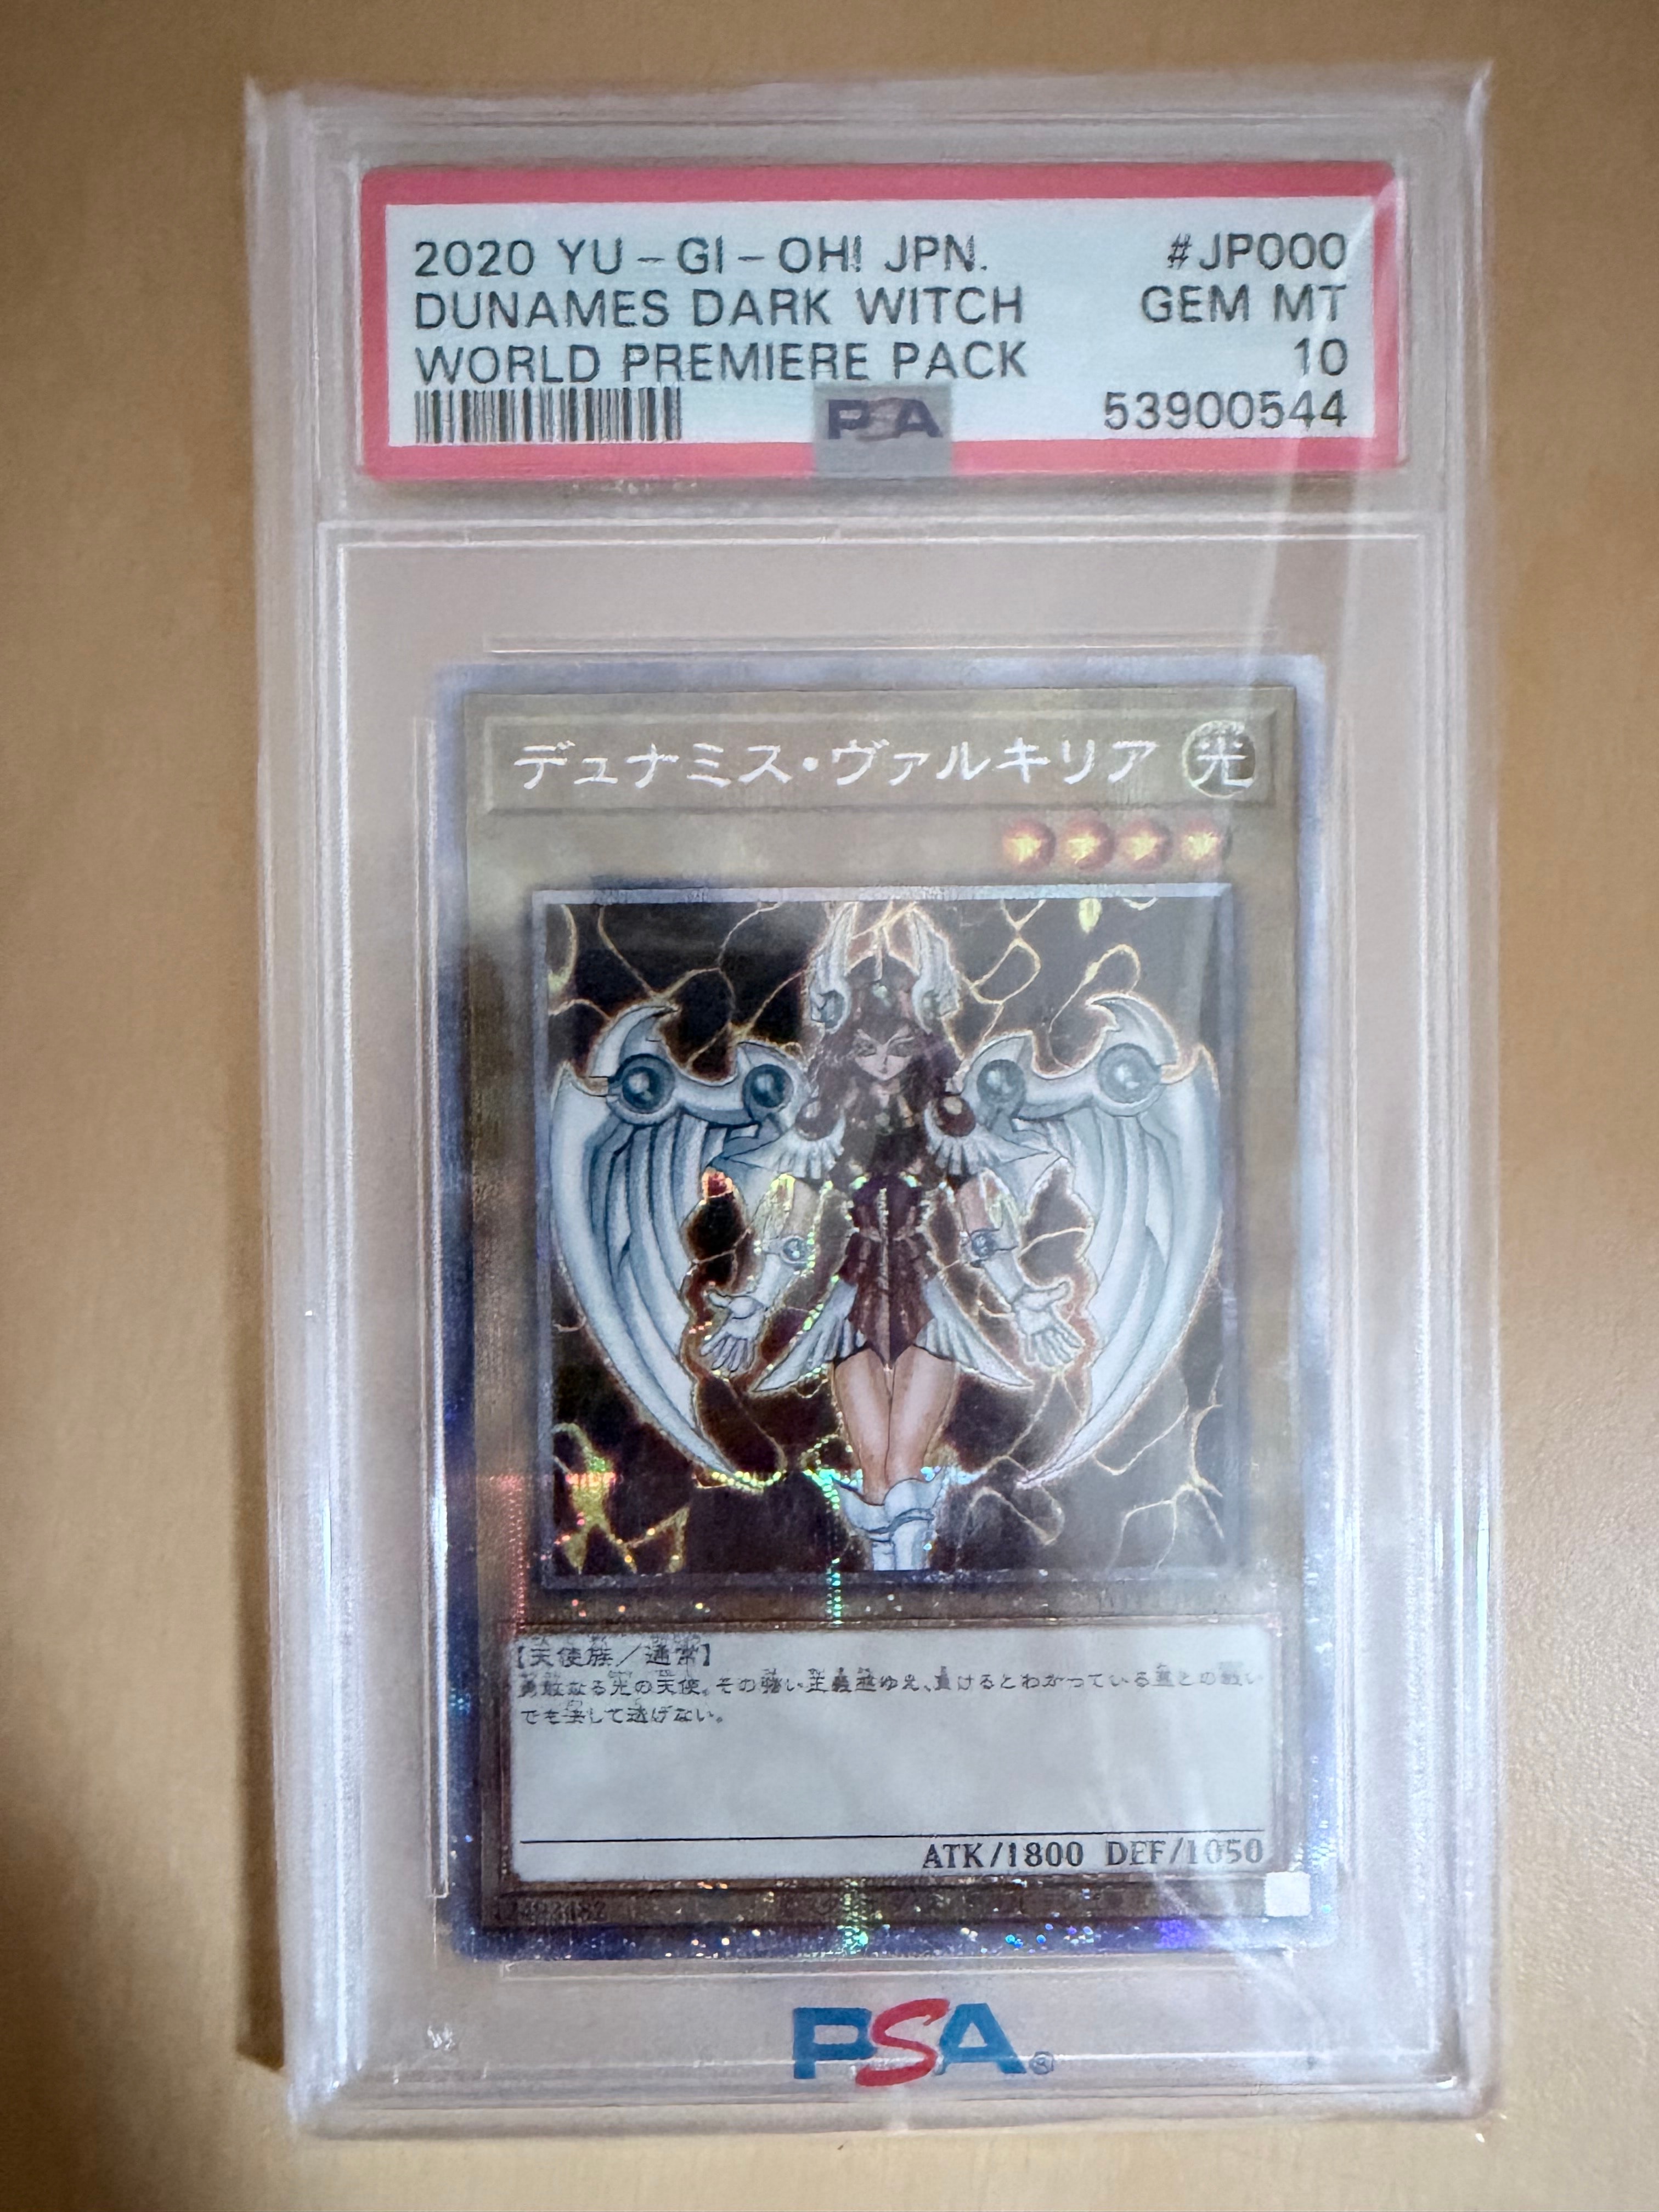 2020 YU-GI-OH! JPN. #JP000
DUNAMES DARK WITCH GEM MT
WORLD PREMIERE PACK 10
PSA 53900544
デュナミス・ヴァルキリア 光
【天使族／通常】
勇敢なる光の天使。その強い正義感ゆえ、負けるとわかっている悪との戦い
でも決して逃げない。
ATK/1800 DEF/1050
PSA®